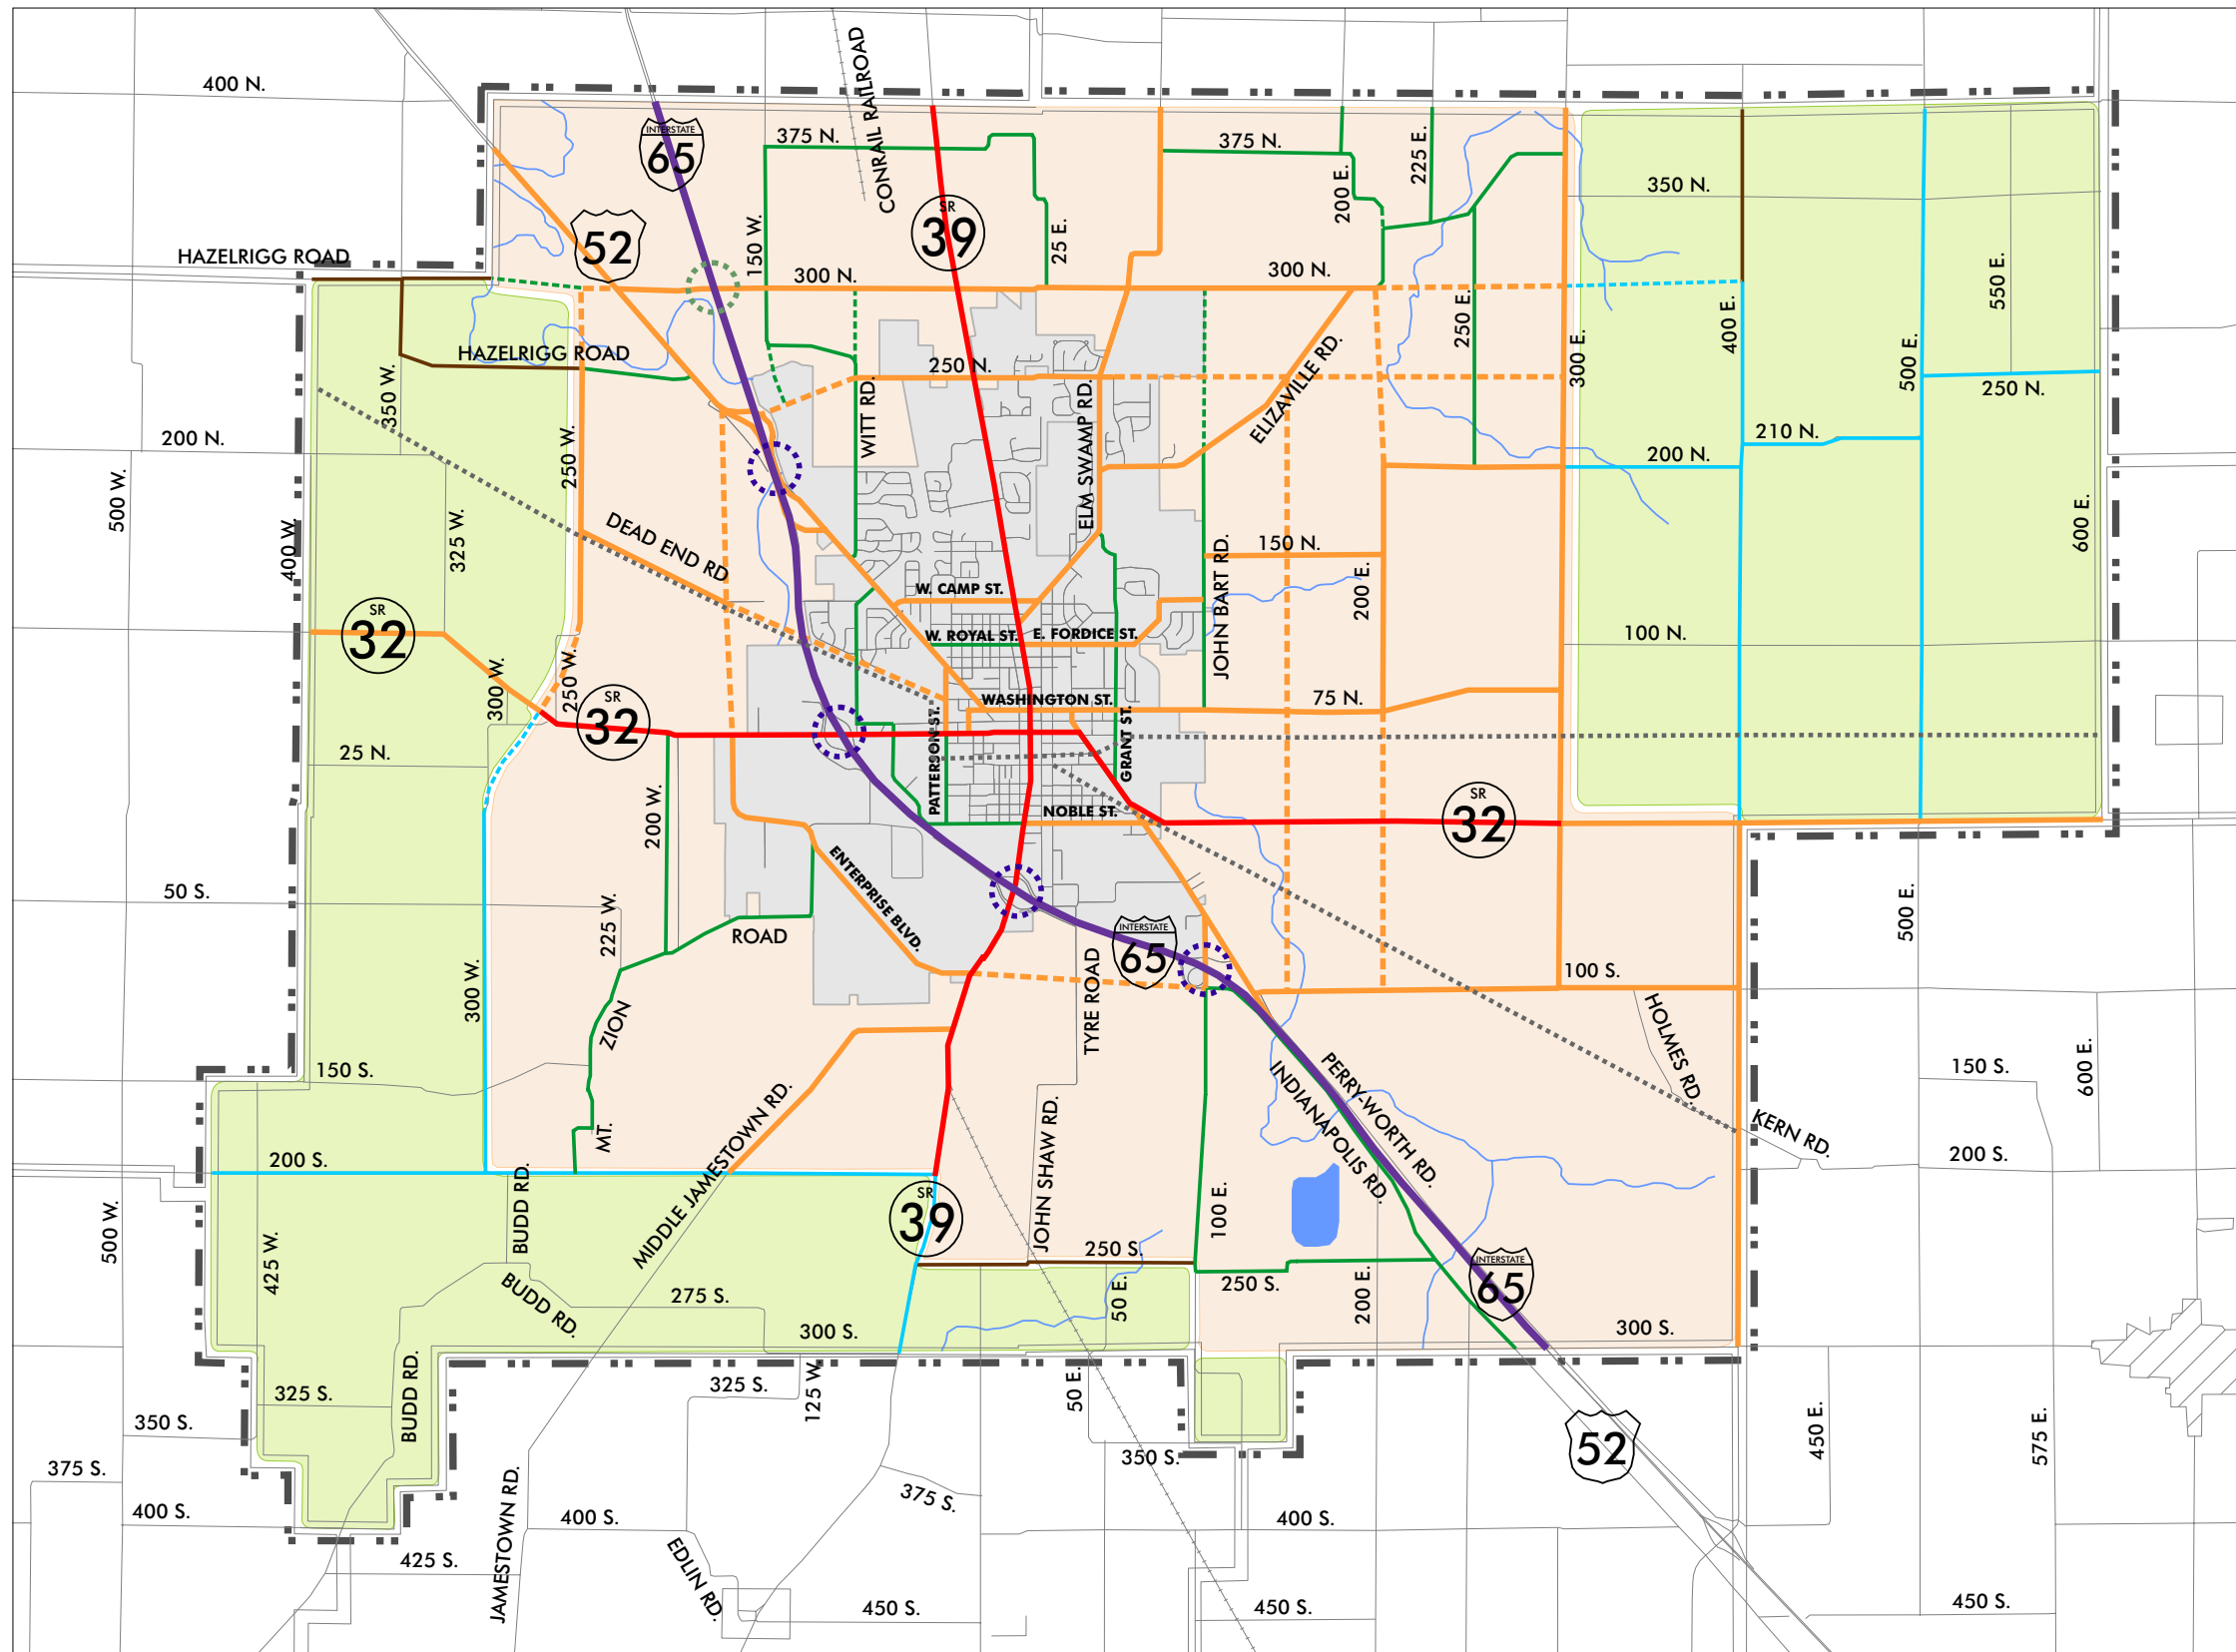 400 N.
CONRAIL RAILROAD
INTERSTATE
65
375 N.
375 N.
225 E.
200 E.
350 N.
SR
39
52
150 W.
25 E.
HAZELRIGG ROAD
300 N.
300 N.
550 E.
400 E.
250 E.
300 E.
500 E.
HAZELRIGG ROAD
250 N.
ELIZAVILLE RD.
250 N.
350 W.
WITT RD.
ELM SWAMP RD.
200 N.
250 W.
210 N.
200 N.
500 W.
400 W.
325 W.
DEAD END RD
150 N.
600 E.
JOHN BART RD.
200 E.
W. CAMP ST.
SR
32
W. ROYAL ST.
E. FORDICE ST.
100 N.
300 W.
250 W.
SR
32
WASHINGTON ST.
75 N.
PATTERSON ST.
GRANT ST.
25 N.
200 W.
NOBLE ST.
SR
32
50 S.
225 W.
ENTERPRISE BLVD.
500 E.
ROAD
INTERSTATE
65
TYRE ROAD
100 S.
300 W.
ZION
HOLMES RD.
150 S.
PERRY-WORTH RD.
INDIANAPOLIS RD.
150 S.
600 E.
MT.
MIDDLE JAMESTOWN RD.
JOHN SHAW RD.
KERN RD.
200 S.
200 S.
BUDD RD.
SR
39
100 E.
500 W.
425 W.
250 S.
INTERSTATE
65
250 S.
200 E.
BUDD RD.
275 S.
50 E.
300 S.
300 S.
BUDD RD.
325 S.
325 S.
125 W.
50 E.
350 S.
350 S.
52
450 E.
575 E.
375 S.
JAMESTOWN RD.
375 S.
400 S.
400 S.
400 S.
425 S.
EDLIN RD.
450 S.
450 S.
450 S.